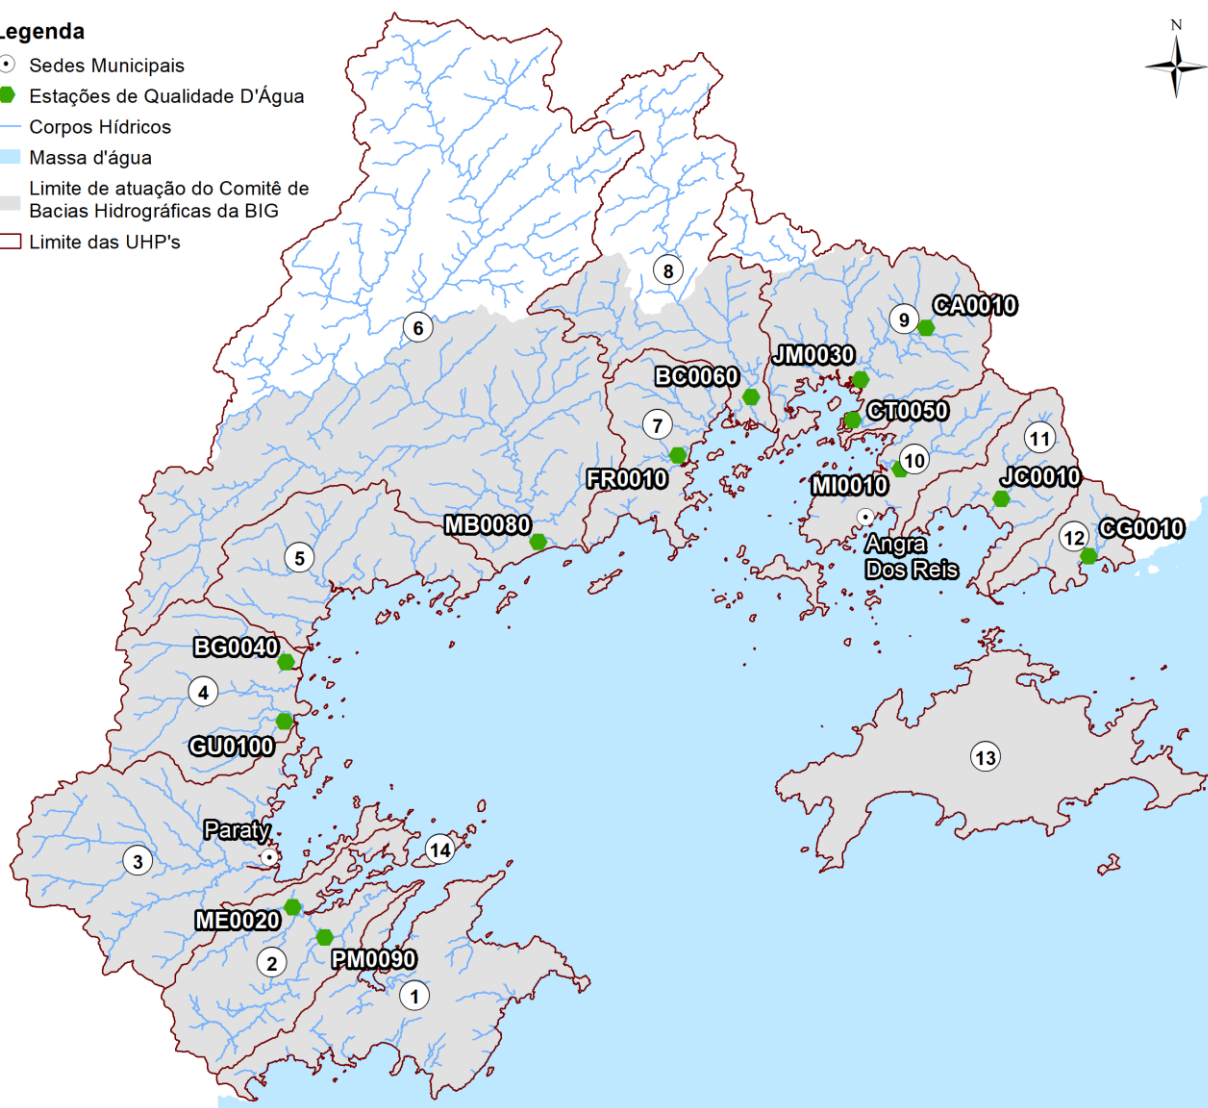 Legenda
Sedes Municipais
Estações de Qualidade D'Água
Corpos Hídricos
Massa d'água
Limite de atuação do Comitê de
Bacias Hidrográficas da BIG
Limite das UHP's
N
8
6
9
CA0010
JM0030
BC0060
CT0050
7
11
10
FR0010
MI0010
JC0010
MB0080
Angra
Dos Reis
12
CG0010
5
BG0040
4
GU0100
13
Paraty
3
14
ME0020
2
PM0090
1